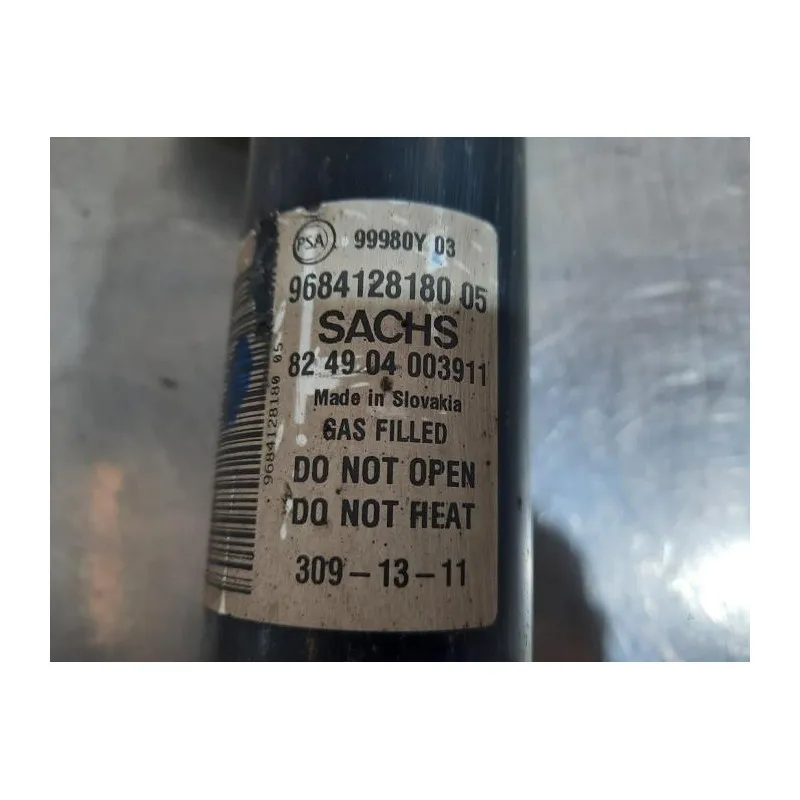 PSA 99980Y 03
9684128180 05
SACHS
82 49 04 003911
Made in Slovakia
GAS FILLED
DO NOT OPEN
DO NOT HEAT
309-13-11
9684128180 05